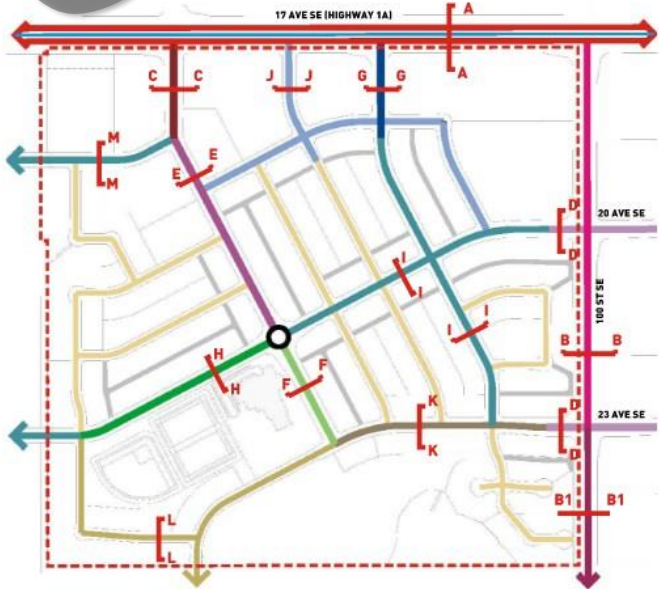 17 AVE SE (HIGHWAY 1A)
A
A
C C
J J
G G
M
M
E
E
D
20 AVE SE
D
I
I
100 ST SE
I
I
B B
H
H
F
F
K
K
D
23 AVE SE
D
B1 B1
L
L